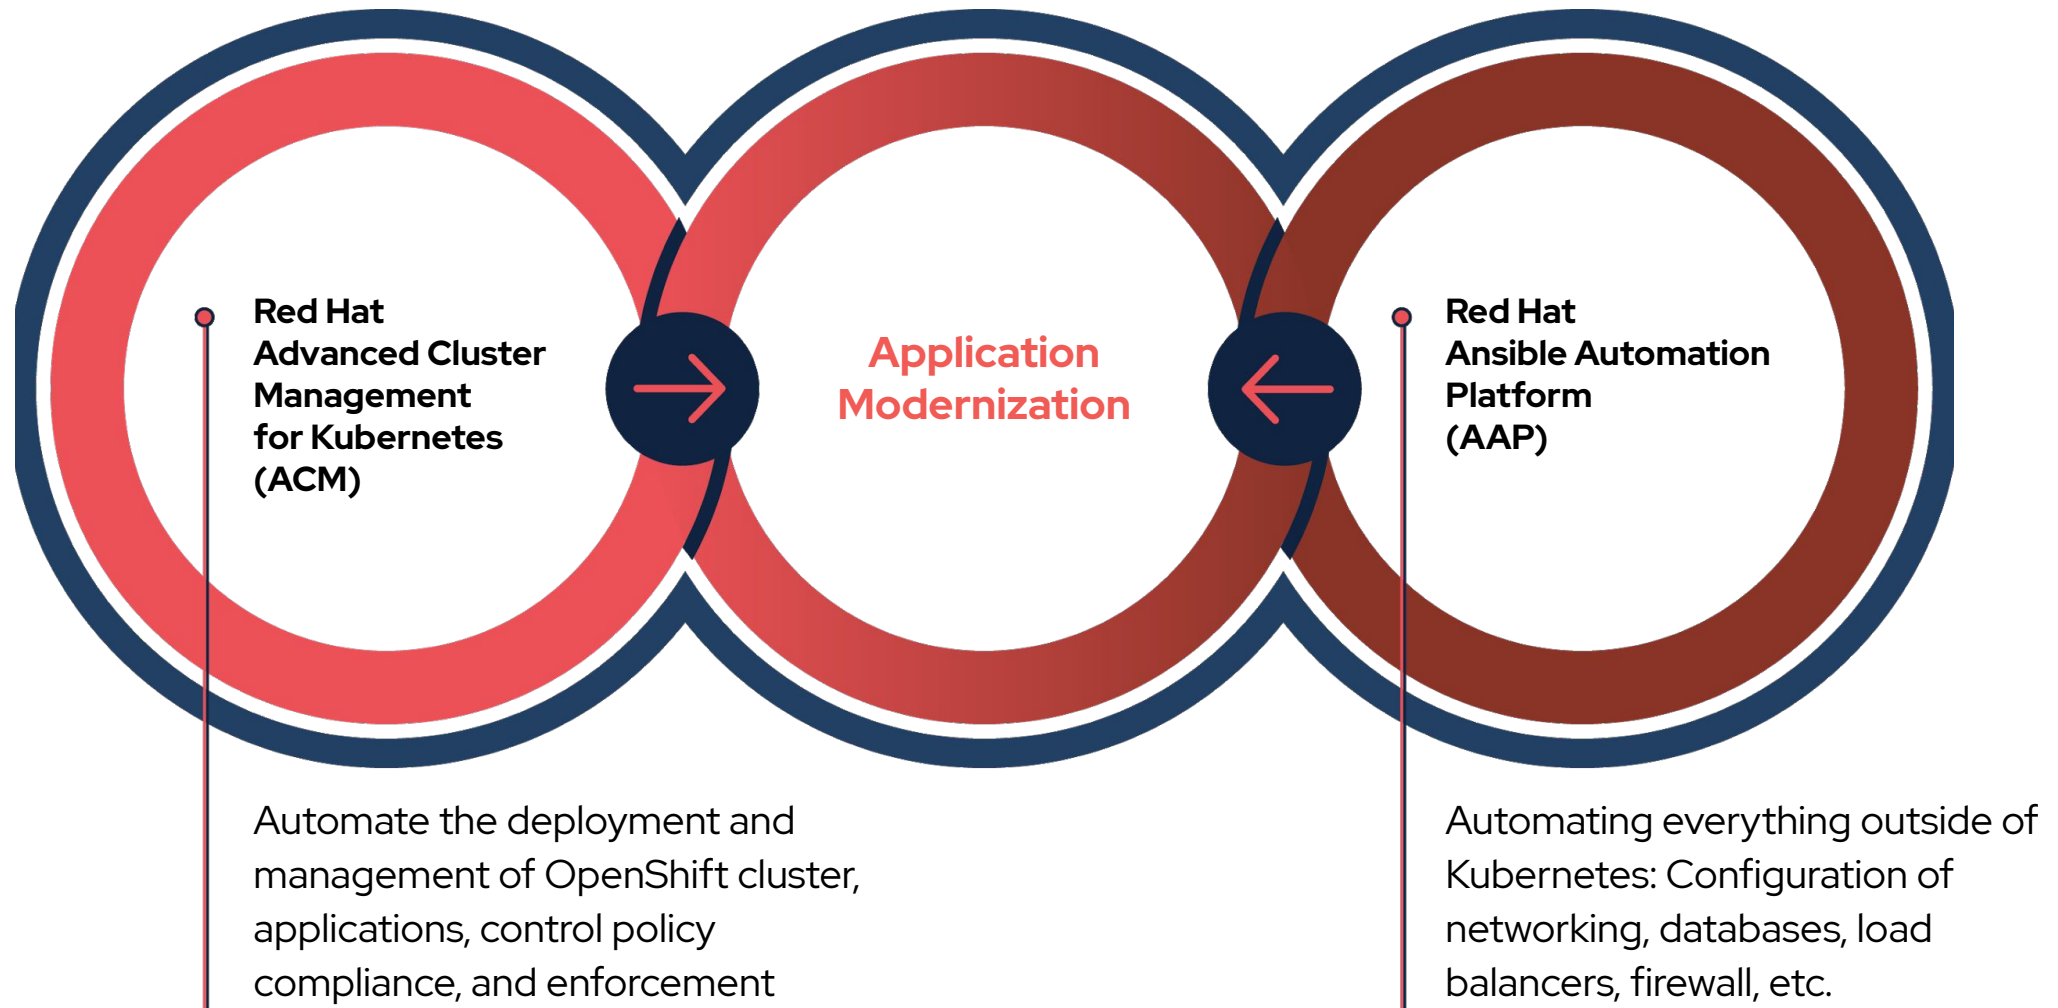 Red Hat
Advanced Cluster
Management
for Kubernetes
(ACM)
Application
Modernization
Red Hat
Ansible Automation
Platform
(AAP)
Automate the deployment and
management of OpenShift cluster,
applications, control policy
compliance, and enforcement
Automating everything outside of
Kubernetes: Configuration of
networking, databases, load
balancers, firewall, etc.